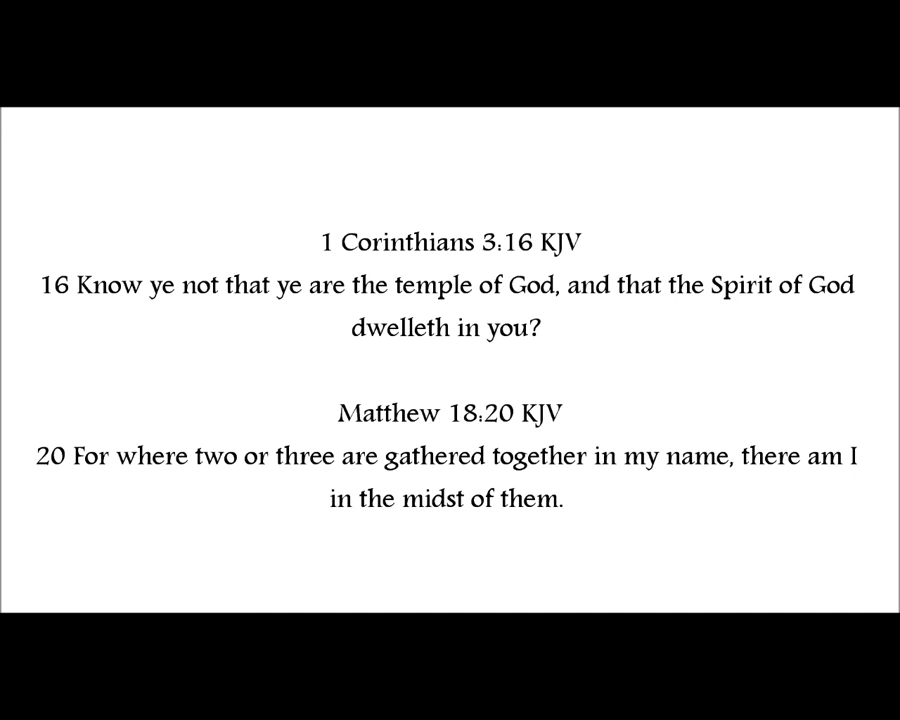 1 Corinthians 3:16 KJV
16 Know ye not that ye are the temple of God, and that the Spirit of God
dwelleth in you?
Matthew 18:20 KJV
20 For where two or three are gathered together in my name, there am I
in the midst of them.